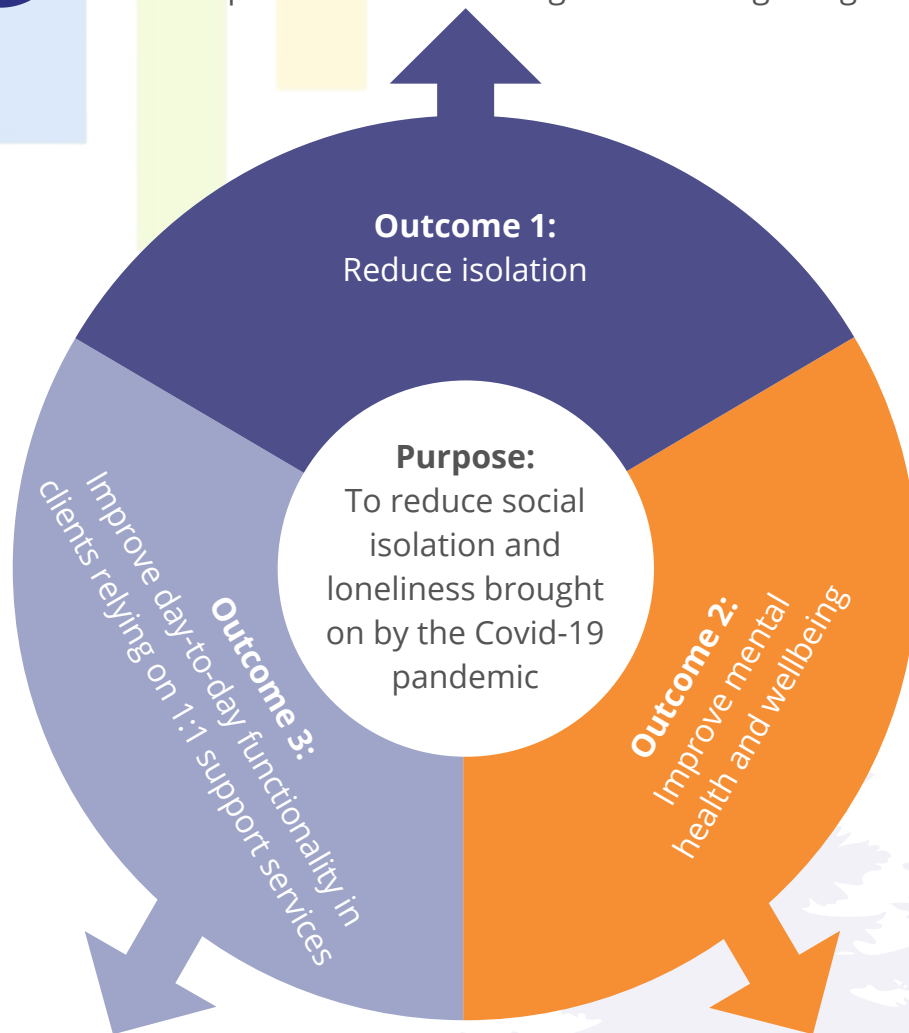 Outcome 1:
Reduce isolation
Purpose:
To reduce social
isolation and
loneliness brought
on by the Covid-19
pandemic
Outcome 2:
Improve mental
health and wellbeing
Outcome 3:
Improve day-to-day functionality in
clients relying on 1:1 support services